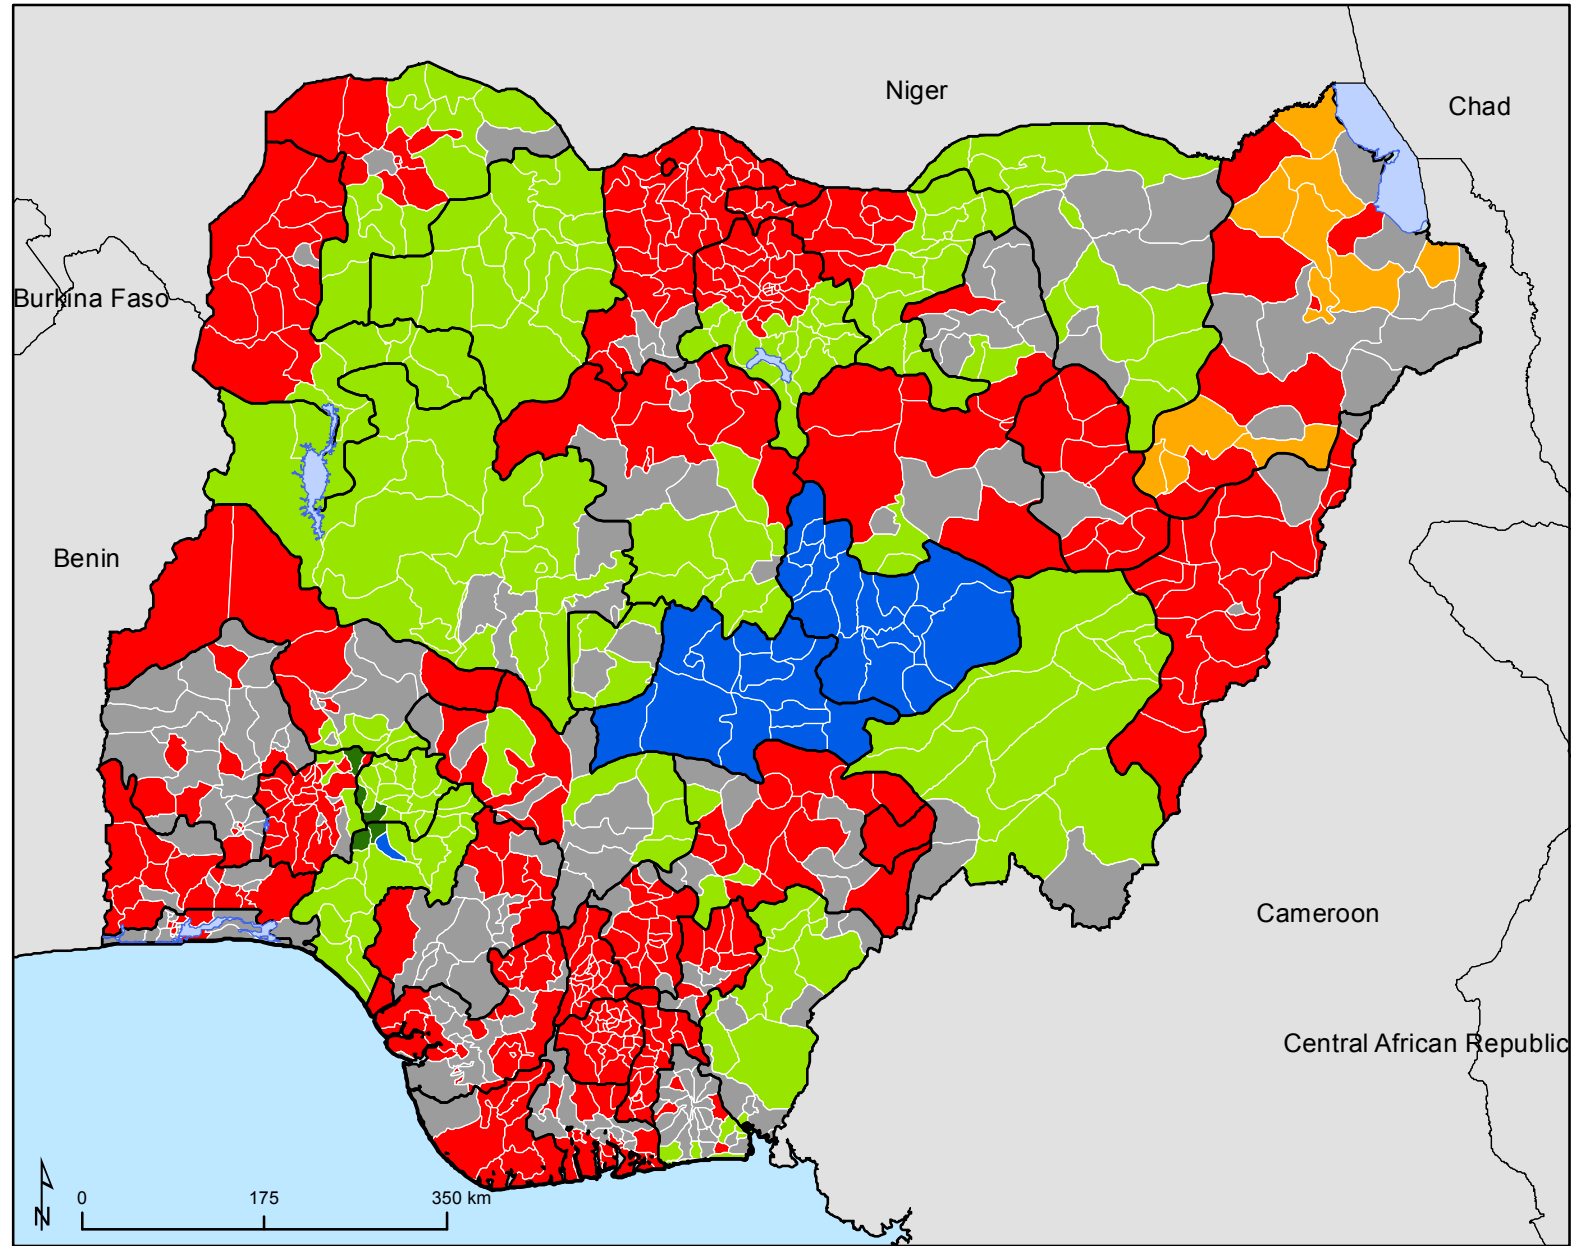 Niger
Chad
Burkina Faso
Benin
Cameroon
Central African Republic
N
0 175 350 km